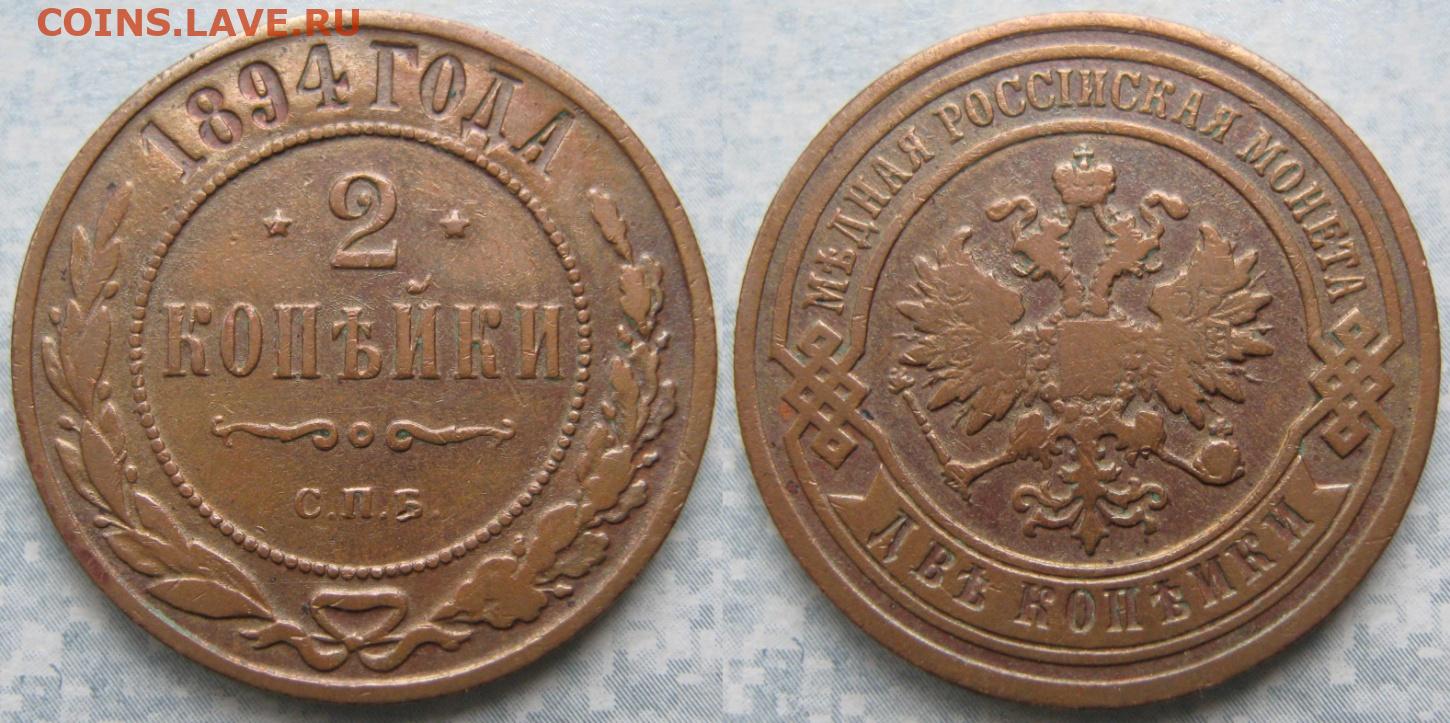 COINS.LAVE.RU
1894 ГОДА
2
КОПѢЙКИ
С.П.Б.
МѢДНАЯ РОССІЙСКАЯ МОНЕТА
ДВѢ КОПѢЙКИ